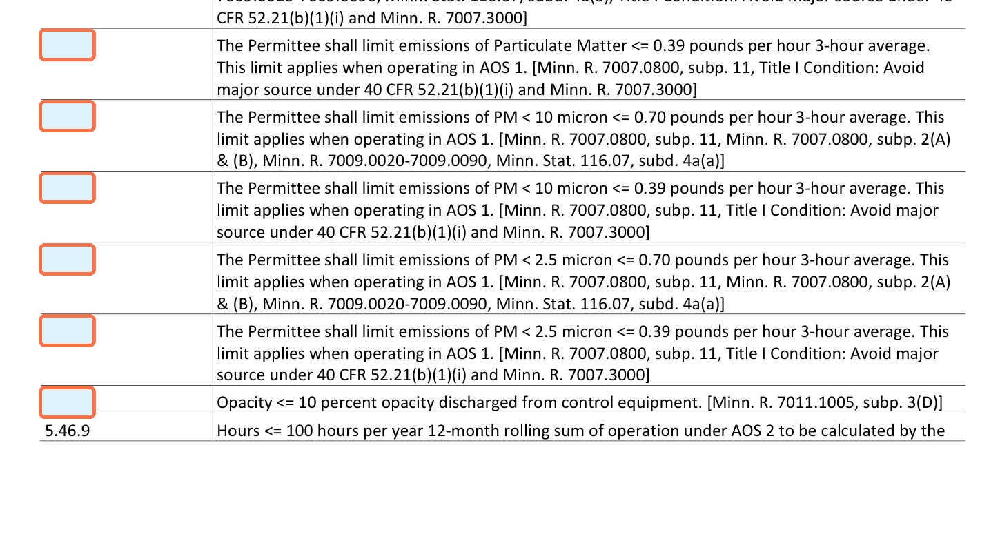 CFR 52.21(b)(1)(i) and Minn. R. 7007.3000]
The Permittee shall limit emissions of Particulate Matter <= 0.39 pounds per hour 3-hour average.
This limit applies when operating in AOS 1. [Minn. R. 7007.0800, subp. 11, Title I Condition: Avoid
major source under 40 CFR 52.21(b)(1)(i) and Minn. R. 7007.3000]
The Permittee shall limit emissions of PM < 10 micron <= 0.70 pounds per hour 3-hour average. This
limit applies when operating in AOS 1. [Minn. R. 7007.0800, subp. 11, Minn. R. 7007.0800, subp. 2(A)
& (B), Minn. R. 7009.0020-7009.0090, Minn. Stat. 116.07, subd. 4a(a)]
The Permittee shall limit emissions of PM < 10 micron <= 0.39 pounds per hour 3-hour average. This
limit applies when operating in AOS 1. [Minn. R. 7007.0800, subp. 11, Title I Condition: Avoid major
source under 40 CFR 52.21(b)(1)(i) and Minn. R. 7007.3000]
The Permittee shall limit emissions of PM < 2.5 micron <= 0.70 pounds per hour 3-hour average. This
limit applies when operating in AOS 1. [Minn. R. 7007.0800, subp. 11, Minn. R. 7007.0800, subp. 2(A)
& (B), Minn. R. 7009.0020-7009.0090, Minn. Stat. 116.07, subd. 4a(a)]
The Permittee shall limit emissions of PM < 2.5 micron <= 0.39 pounds per hour 3-hour average. This
limit applies when operating in AOS 1. [Minn. R. 7007.0800, subp. 11, Title I Condition: Avoid major
source under 40 CFR 52.21(b)(1)(i) and Minn. R. 7007.3000]
Opacity <= 10 percent opacity discharged from control equipment. [Minn. R. 7011.1005, subp. 3(D)]
5.46.9 Hours <= 100 hours per year 12-month rolling sum of operation under AOS 2 to be calculated by the